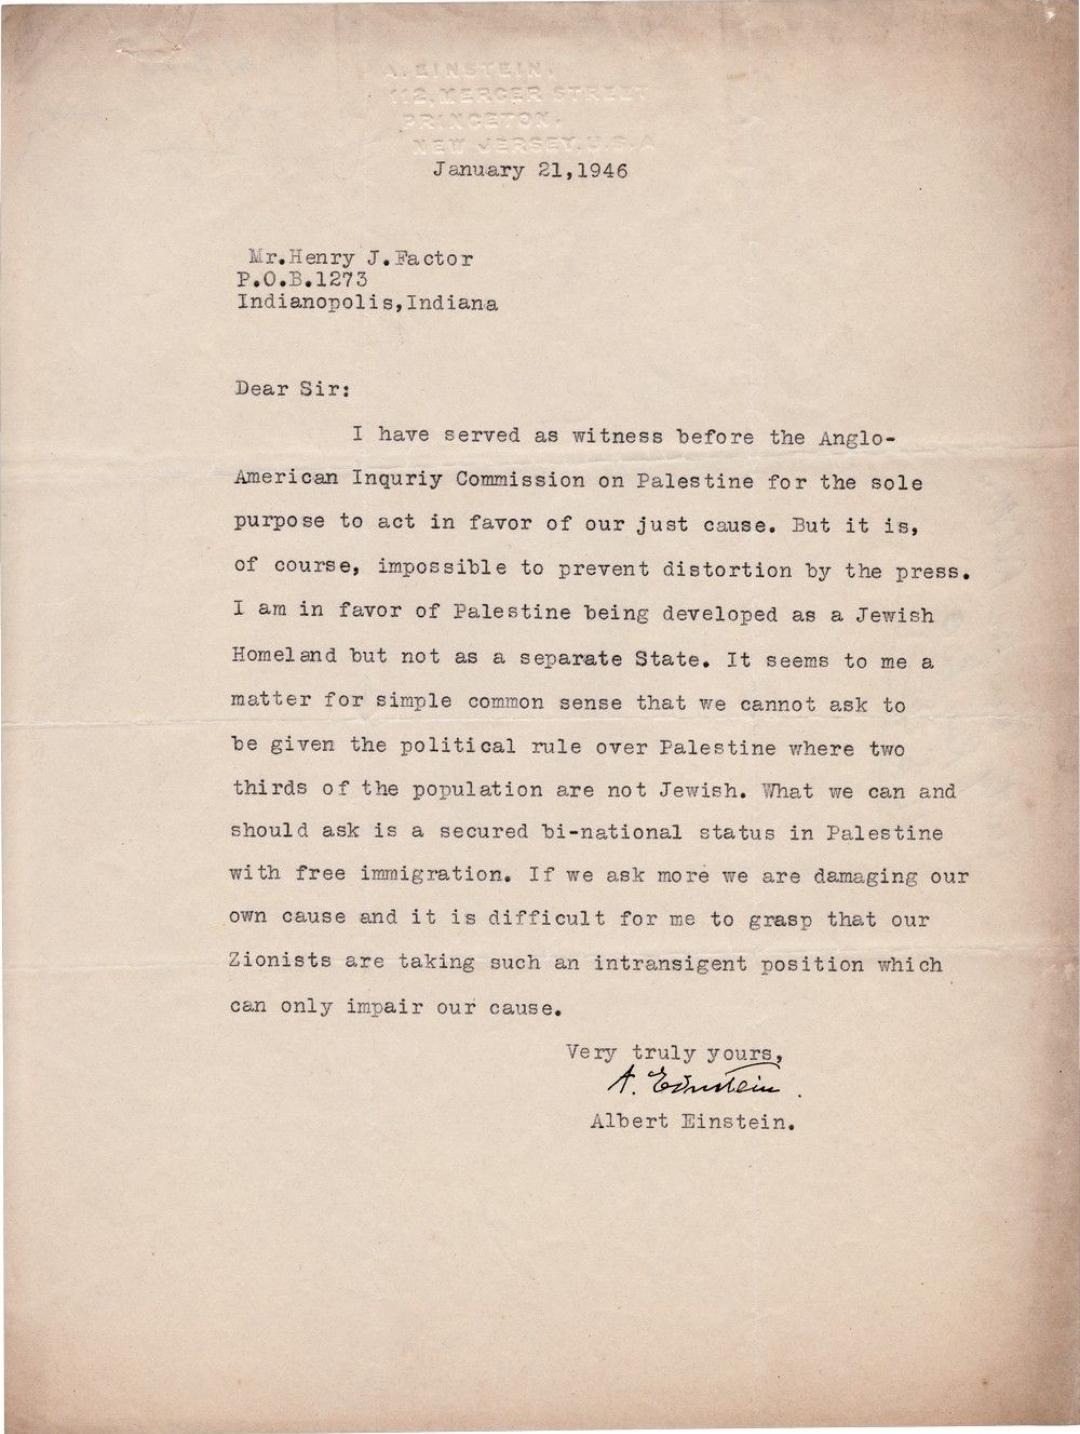 A. EINSTEIN.
112, MERCER STREET
PRINCETON.
NEW JERSEY. U.S.A
January 21,1946
Mr.Henry J.Factor
P.O.B.1273
Indianopolis,Indiana
Dear Sir:
I have served as witness before the Anglo-
American Inquriy Commission on Palestine for the sole
purpose to act in favor of our just cause. But it is,
of course, impossible to prevent distortion by the press.
I am in favor of Palestine being developed as a Jewish
Homeland but not as a separate State. It seems to me a
matter for simple common sense that we cannot ask to
be given the political rule over Palestine where two
thirds of the population are not Jewish. What we can and
should ask is a secured bi-national status in Palestine
with free immigration. If we ask more we are damaging our
own cause and it is difficult for me to grasp that our
Zionists are taking such an intransigent position which
can only impair our cause.
Very truly yours,
A. Einstein.
Albert Einstein.